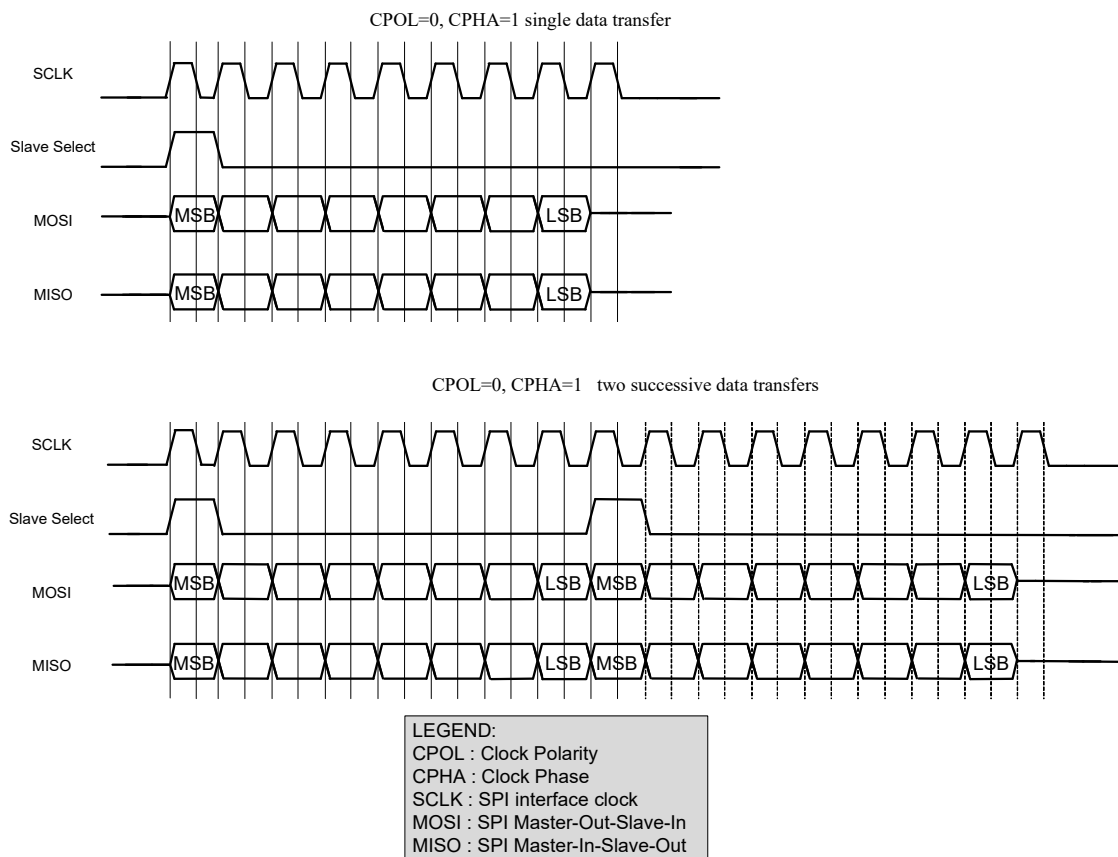 CPOL=0, CPHA=1 single data transfer
SCLK
Slave Select
MOSI
MSB
LSB
MISO
MSB
LSB
CPOL=0, CPHA=1 two successive data transfers
SCLK
Slave Select
MOSI
MSB
LSB
MSB
LSB
MISO
MSB
LSB
MSB
LSB
LEGEND:
CPOL : Clock Polarity
CPHA : Clock Phase
SCLK : SPI interface clock
MOSI : SPI Master-Out-Slave-In
MISO : SPI Master-In-Slave-Out